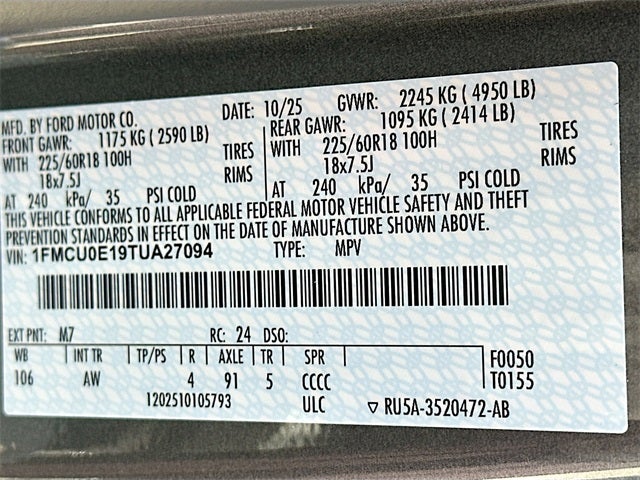 MFD. BY FORD MOTOR CO. DATE: 10/25 GVWR: 2245 KG ( 4950 LB)
FRONT GAWR: 1175 KG ( 2590 LB) REAR GAWR: 1095 KG ( 2414 LB)
WITH 225/60R18 100H TIRES WITH 225/60R18 100H TIRES
18x7.5J RIMS 18x7.5J RIMS
AT 240 kPa/ 35 PSI COLD AT 240 kPa/ 35 PSI COLD
THIS VEHICLE CONFORMS TO ALL APPLICABLE FEDERAL MOTOR VEHICLE SAFETY AND THEFT
PREVENTION STANDARDS IN EFFECT ON THE DATE OF MANUFACTURE SHOWN ABOVE.
VIN: 1FMCU0E19TUA27094 TYPE: MPV
EXT PNT: M7 RC: 24 DSO:
WB INT TR TP/PS R AXLE TR SPR F0050
106 AW 4 91 5 CCCC T0155
1202510105793 ULC ▽ RU5A-3520472-AB